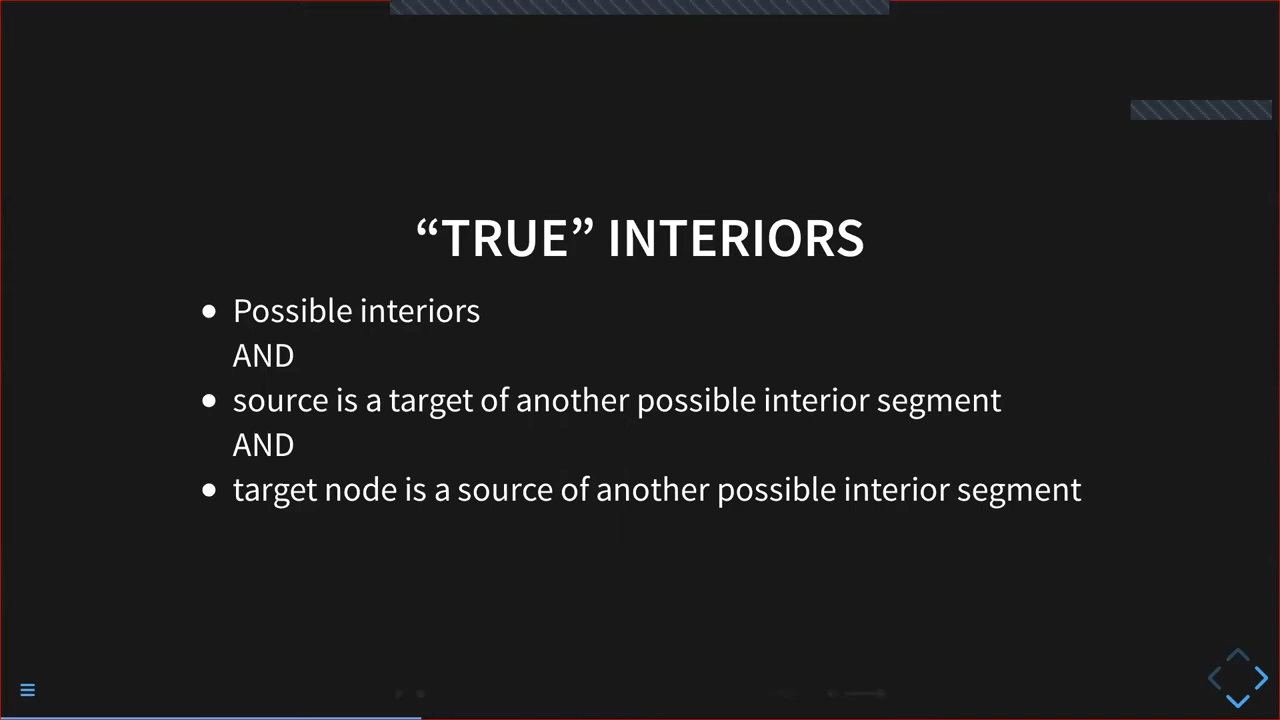 “TRUE” INTERIORS
• Possible interiors
AND
• source is a target of another possible interior segment
AND
• target node is a source of another possible interior segment